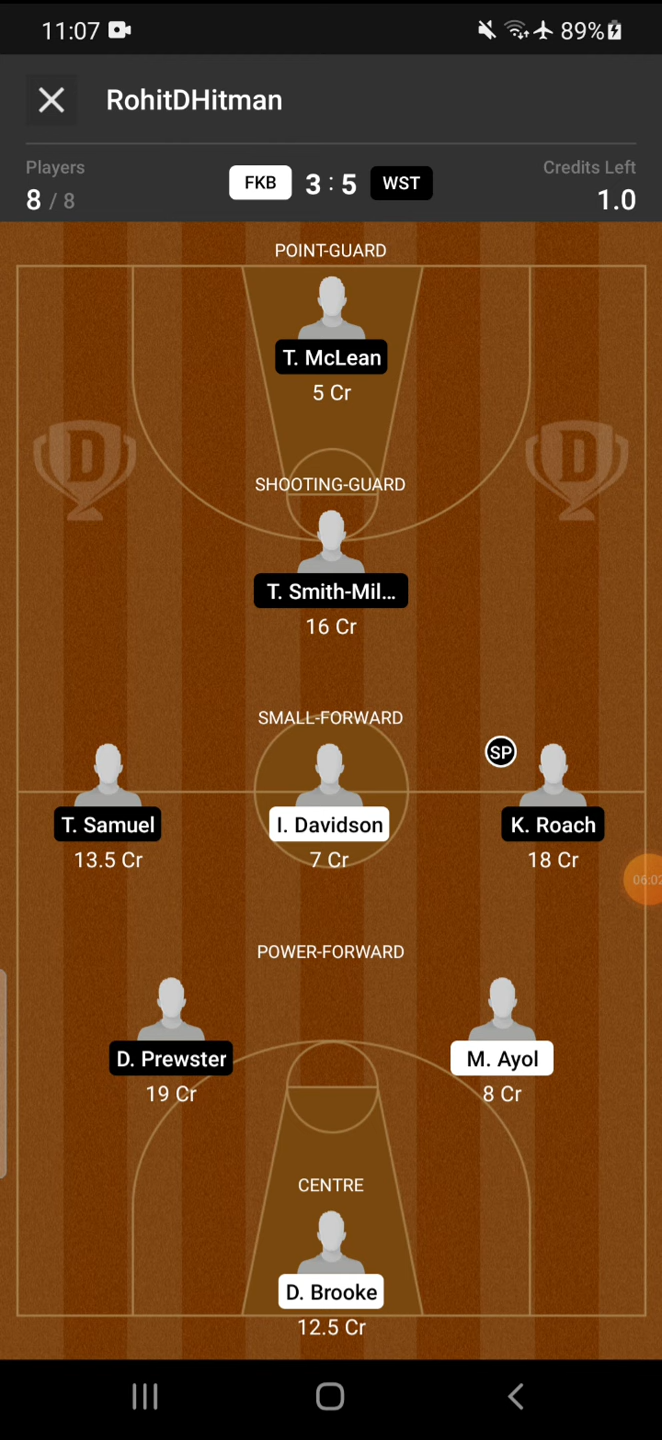 11:07
89%
RohitDHitman
Players
8 / 8
FKB 3 : 5 WST
Credits Left
1.0
POINT-GUARD
T. McLean
5 Cr
SHOOTING-GUARD
T. Smith-Mil...
16 Cr
SMALL-FORWARD
SP
T. Samuel
I. Davidson
K. Roach
13.5 Cr
7 Cr
18 Cr
06:02
POWER-FORWARD
D. Prewster
M. Ayol
19 Cr
8 Cr
CENTRE
D. Brooke
12.5 Cr